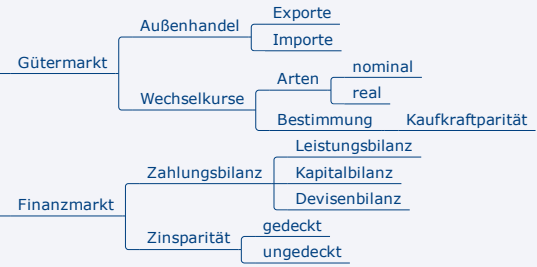 Gütermarkt
Außenhandel
Exporte
Importe
Wechselkurse
Arten
nominal
real
Bestimmung
Kaufkraftparität
Finanzmarkt
Zahlungsbilanz
Leistungsbilanz
Kapitalbilanz
Devisenbilanz
Zinsparität
gedeckt
ungedeckt